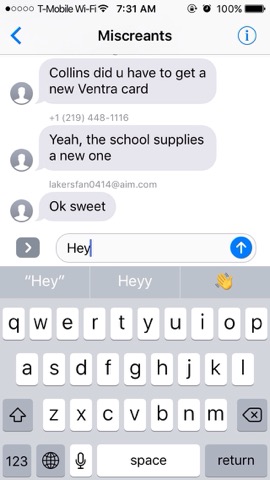 T-Mobile Wi-Fi 7:31 AM 100%
Miscreants
Collins did u have to get a
new Ventra card
+1 (219) 448-1116
Yeah, the school supplies
a new one
lakersfan0414@aim.com
Ok sweet
Hey
“Hey” Heyy 👋
q w e r t y u i o p
a s d f g h j k l
z x c v b n m
123 space return